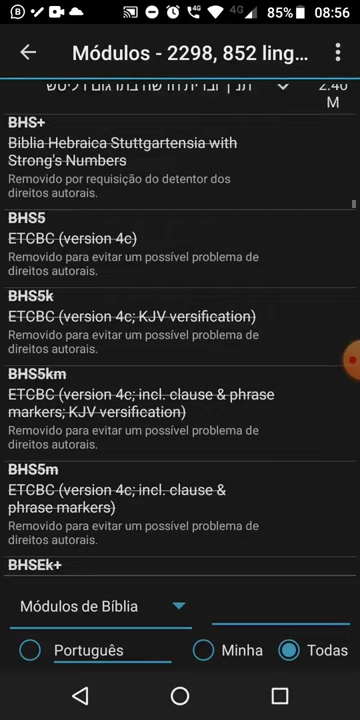 4G 85% 08:56
Módulos - 2298, 852 ling...
2.40
M
BHS+
Biblia Hebraica Stuttgartensia with
Strong's Numbers
Removido por requisição do detentor dos
direitos autorais.
BHS5
ETCBC (version 4c)
Removido para evitar um possível problema de
direitos autorais.
BHS5k
ETCBC (version 4c; KJV versification)
Removido para evitar um possível problema de
direitos autorais.
BHS5km
ETCBC (version 4c; incl. clause & phrase
markers; KJV versification)
Removido para evitar um possível problema de
direitos autorais.
BHS5m
ETCBC (version 4c; incl. clause &
phrase markers)
Removido para evitar um possível problema de
direitos autorais.
BHSEk+
Módulos de Bíblia
Português Minha Todas